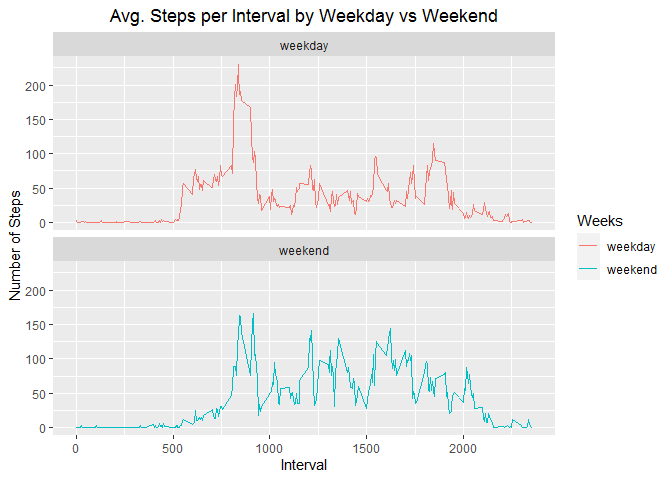 Avg. Steps per Interval by Weekday vs Weekend
weekday
200
150
100
50
0
Number of Steps
weekend
200
150
100
50
0
0 500 1000 1500 2000
Interval
Weeks
weekday
weekend